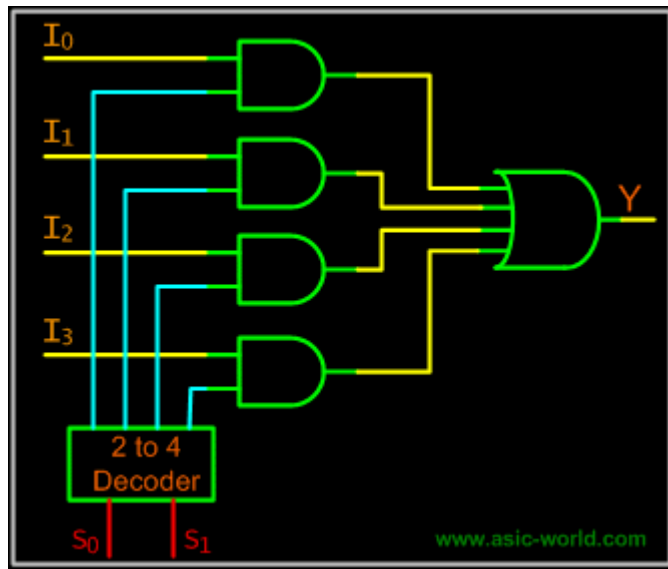 I₀
I₁
I₂
I₃
Y
2 to 4
Decoder
S₀ S₁
www.asic-world.com